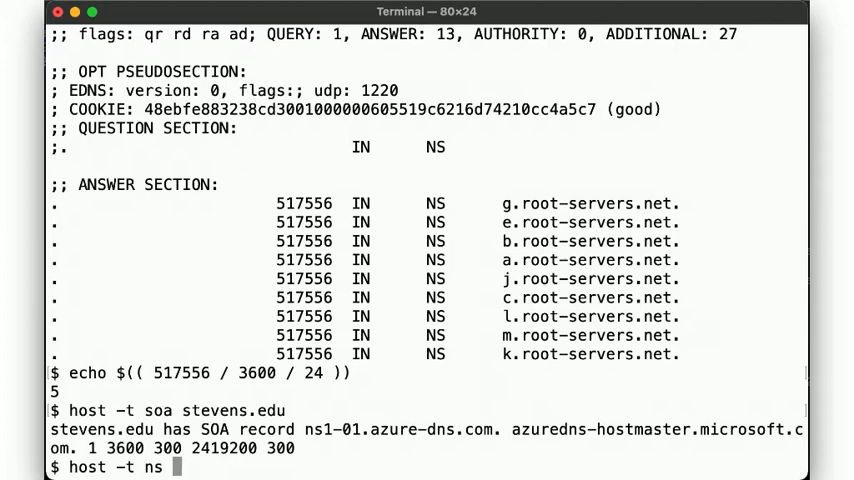 Terminal — 80×24
;; flags: qr rd ra ad; QUERY: 1, ANSWER: 13, AUTHORITY: 0, ADDITIONAL: 27
;; OPT PSEUDOSECTION:
; EDNS: version: 0, flags:; udp: 1220
; COOKIE: 48ebfe883238cd3001000000605519c6216d74210cc4a5c7 (good)
;; QUESTION SECTION:
;. IN NS
;; ANSWER SECTION:
. 517556 IN NS g.root-servers.net.
. 517556 IN NS e.root-servers.net.
. 517556 IN NS b.root-servers.net.
. 517556 IN NS a.root-servers.net.
. 517556 IN NS j.root-servers.net.
. 517556 IN NS c.root-servers.net.
. 517556 IN NS l.root-servers.net.
. 517556 IN NS m.root-servers.net.
. 517556 IN NS k.root-servers.net.
$ echo $(( 517556 / 3600 / 24 ))
5
$ host -t soa stevens.edu
stevens.edu has SOA record ns1-01.azure-dns.com. azuredns-hostmaster.microsoft.c
om. 1 3600 300 2419200 300
$ host -t ns